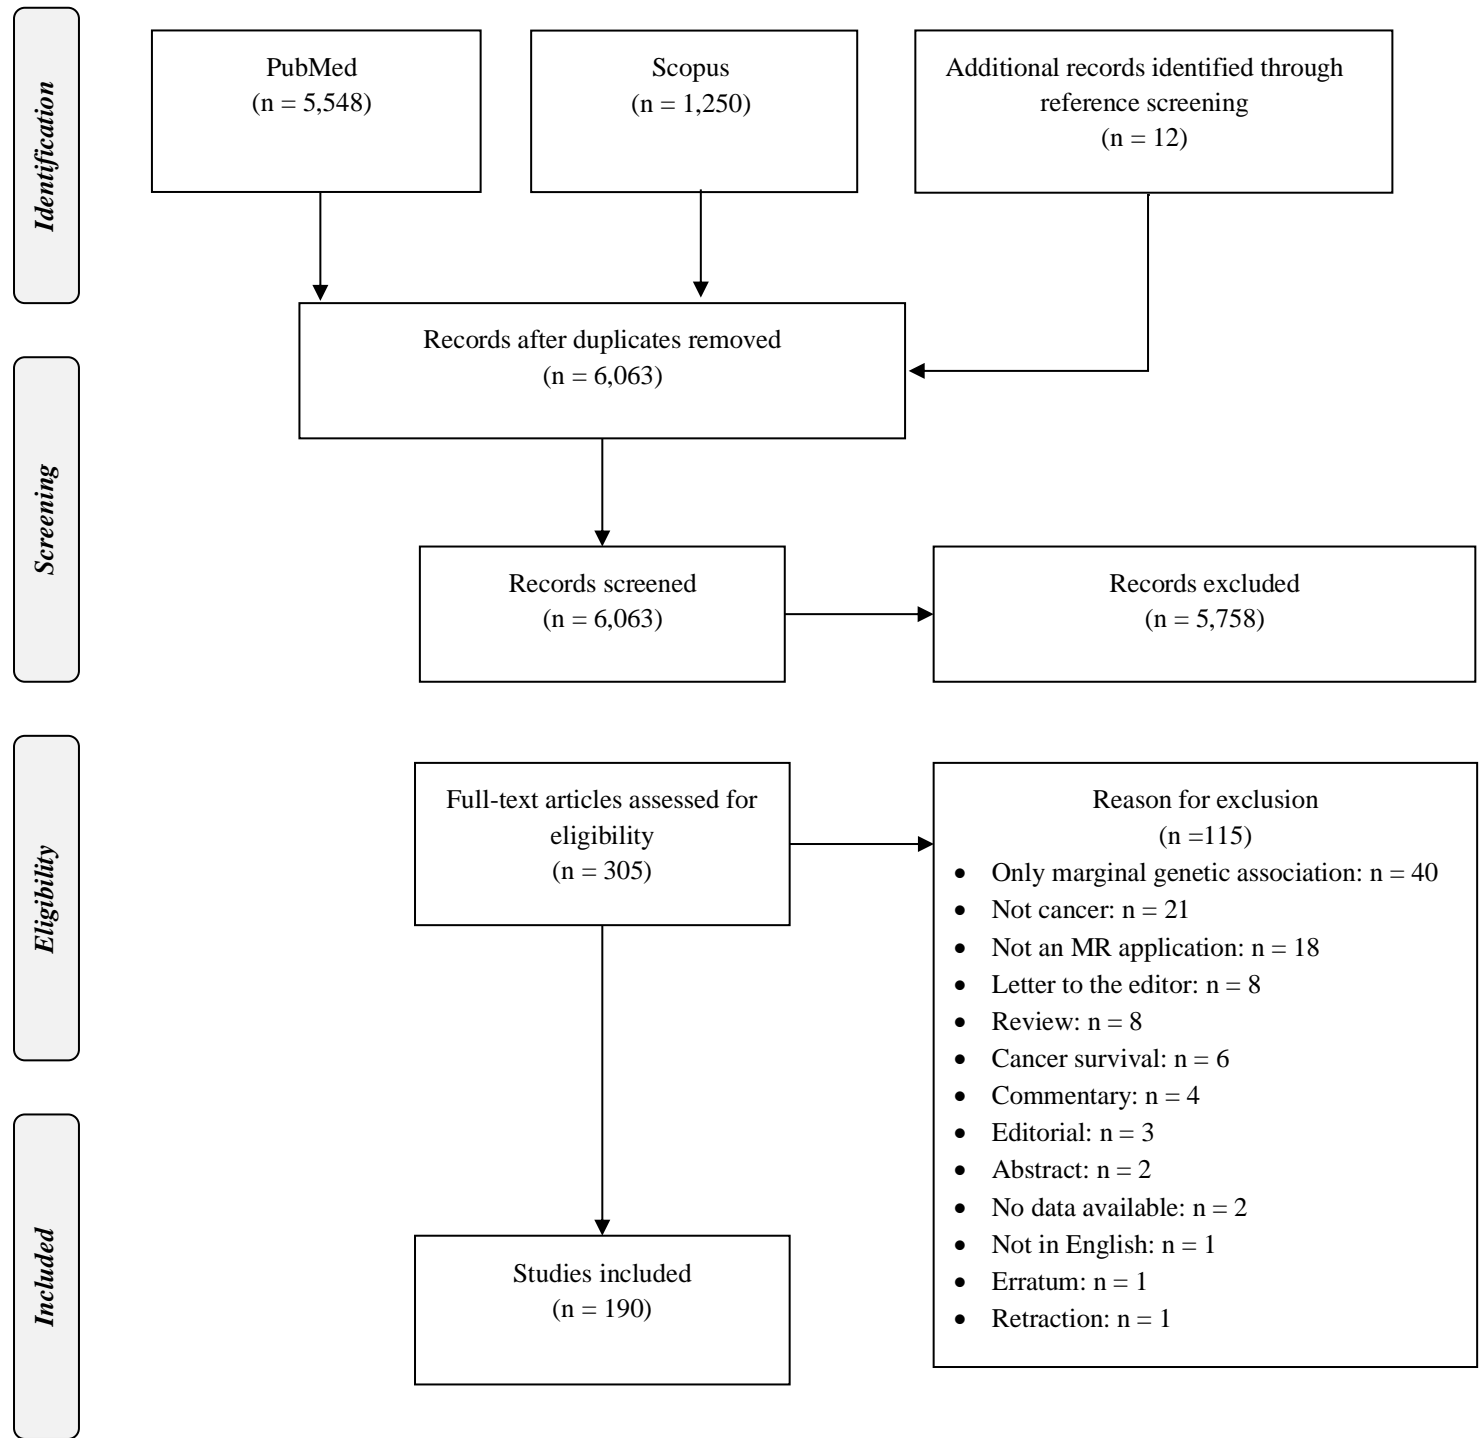 Identification
PubMed
(n = 5,548)
Scopus
(n = 1,250)
Additional records identified through
reference screening
(n = 12)
Records after duplicates removed
(n = 6,063)
Screening
Records screened
(n = 6,063)
Records excluded
(n = 5,758)
Eligibility
Full-text articles assessed for
eligibility
(n = 305)
Reason for exclusion
(n =115)
• Only marginal genetic association: n = 40
• Not cancer: n = 21
• Not an MR application: n = 18
• Letter to the editor: n = 8
• Review: n = 8
• Cancer survival: n = 6
• Commentary: n = 4
• Editorial: n = 3
• Abstract: n = 2
• No data available: n = 2
• Not in English: n = 1
• Erratum: n = 1
• Retraction: n = 1
Included
Studies included
(n = 190)